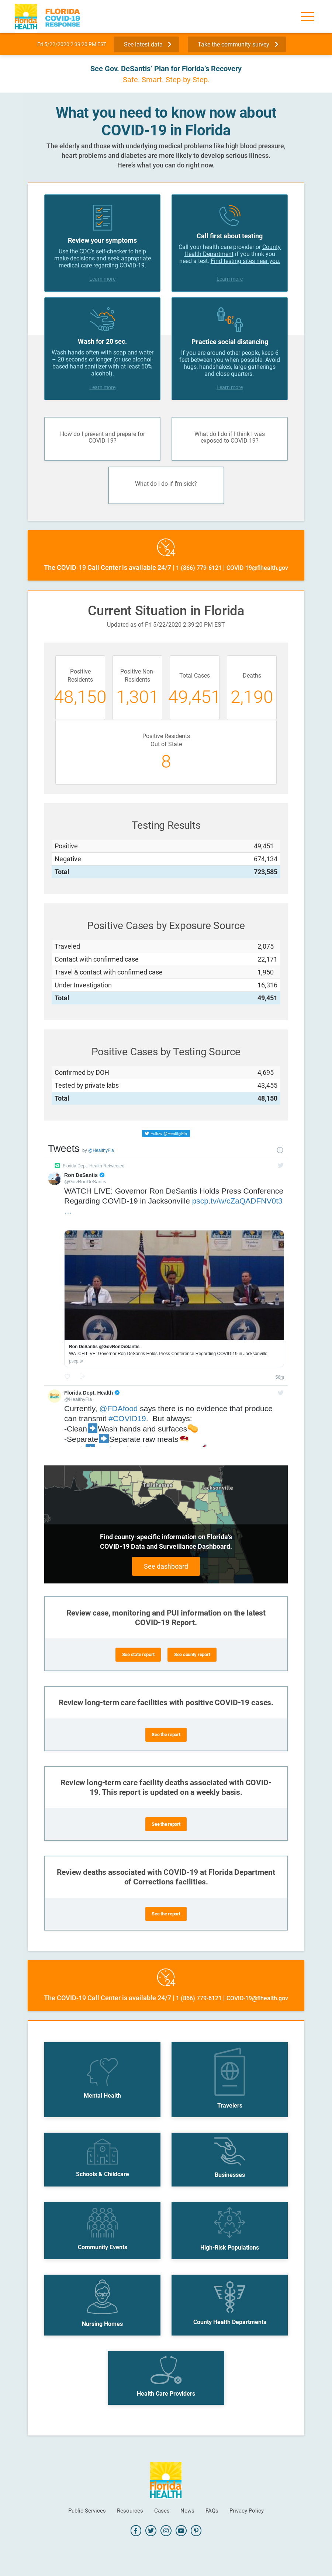 Florida
HEALTH
FLORIDA
COVID-19
RESPONSE
Fri 5/22/2020 2:39:20 PM EST
See latest data
Take the community survey
See Gov. DeSantis' Plan for Florida's Recovery
Safe. Smart. Step-by-Step.
What you need to know now about
COVID-19 in Florida
The elderly and those with underlying medical problems like high blood pressure,
heart problems and diabetes are more likely to develop serious illness.
Here's what you can do right now.
Review your symptoms
Use the CDC's self-checker to help
make decisions and seek appropriate
medical care regarding COVID-19.
Learn more
Call first about testing
Call your health care provider or County
Health Department if you think you
need a test. Find testing sites near you.
Learn more
Wash for 20 sec.
Wash hands often with soap and water
– 20 seconds or longer (or use alcohol-
based hand sanitizer with at least 60%
alcohol).
Learn more
6'
Practice social distancing
If you are around other people, keep 6
feet between you when possible. Avoid
hugs, handshakes, large gatherings
and close quarters.
Learn more
How do I prevent and prepare for
COVID-19?
What do I do if I think I was
exposed to COVID-19?
What do I do if I'm sick?
24
The COVID-19 Call Center is available 24/7 | 1 (866) 779-6121 | COVID-19@flhealth.gov
Current Situation in Florida
Updated as of Fri 5/22/2020 2:39:20 PM EST
Positive
Residents
48,150
Positive Non-
Residents
1,301
Total Cases
49,451
Deaths
2,190
Positive Residents
Out of State
8
Testing Results
Positive 49,451
Negative 674,134
Total 723,585
Positive Cases by Exposure Source
Traveled 2,075
Contact with confirmed case 22,171
Travel & contact with confirmed case 1,950
Under Investigation 16,316
Total 49,451
Positive Cases by Testing Source
Confirmed by DOH 4,695
Tested by private labs 43,455
Total 48,150
Follow @HealthyFla
Tweets by @HealthyFla
Florida Dept. Health Retweeted
Ron DeSantis
@GovRonDeSantis
WATCH LIVE: Governor Ron DeSantis Holds Press Conference
Regarding COVID-19 in Jacksonville pscp.tv/w/cZaQADFNV0t3
…
Ron DeSantis @GovRonDeSantis
WATCH LIVE: Governor Ron DeSantis Holds Press Conference Regarding COVID-19 in Jacksonville
pscp.tv
Florida Dept. Health
@HealthyFla
Currently, @FDAfood says there is no evidence that produce
can transmit #COVID19. But always:
-Clean➡️Wash hands and surfaces
-Separate➡️Separate raw meats
Tallahassee
Jacksonville
Find county-specific information on Florida's
COVID-19 Data and Surveillance Dashboard.
See dashboard
Review case, monitoring and PUI information on the latest
COVID-19 Report.
See state report
See county report
Review long-term care facilities with positive COVID-19 cases.
See the report
Review long-term care facility deaths associated with COVID-
19. This report is updated on a weekly basis.
See the report
Review deaths associated with COVID-19 at Florida Department
of Corrections facilities.
See the report
24
The COVID-19 Call Center is available 24/7 | 1 (866) 779-6121 | COVID-19@flhealth.gov
Mental Health
Travelers
Schools & Childcare
Businesses
Community Events
High-Risk Populations
Nursing Homes
County Health Departments
Health Care Providers
Florida
HEALTH
Public Services Resources Cases News FAQs Privacy Policy